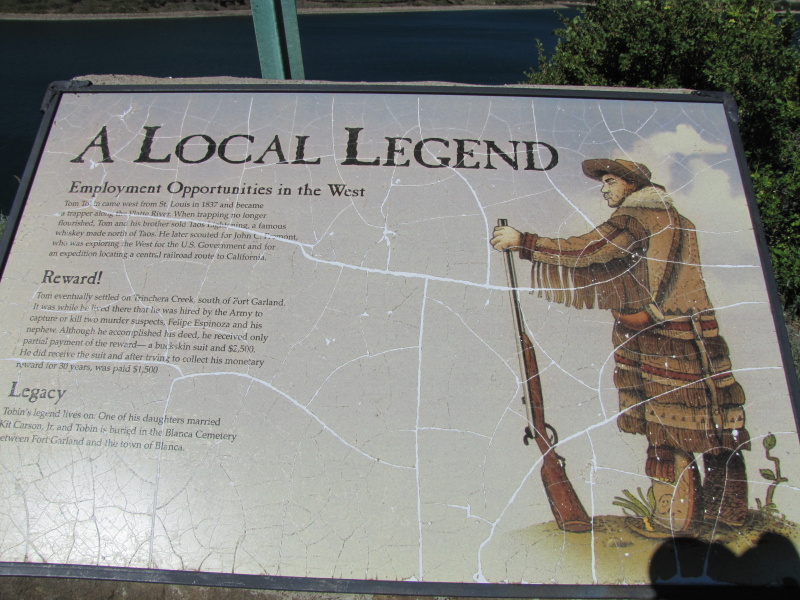 A LOCAL LEGEND
Employment Opportunities in the West
Tom Tobin came west from St. Louis in 1837 and became
a trapper along the Platte River. When trapping no longer
flourished, Tom and his brother sold Taos Lightning, a famous
whiskey made north of Taos. He later scouted for John C. Fremont,
who was exploring the West for the U.S. Government and for
an expedition locating a central railroad route to California.
Reward!
Tom eventually settled on Trinchera Creek, south of Fort Garland.
It was while he lived there that he was hired by the Army to
capture or kill two murder suspects, Felipe Espinoza and his
nephew. Although he accomplished his deed, he received only
partial payment of the reward— a buckskin suit and $2,500.
He did receive the suit and after trying to collect his monetary
reward for 30 years, was paid $1,500
Legacy
Tobin's legend lives on: One of his daughters married
Kit Carson, Jr. and Tobin is buried in the Blanca Cemetery
between Fort Garland and the town of Blanca.